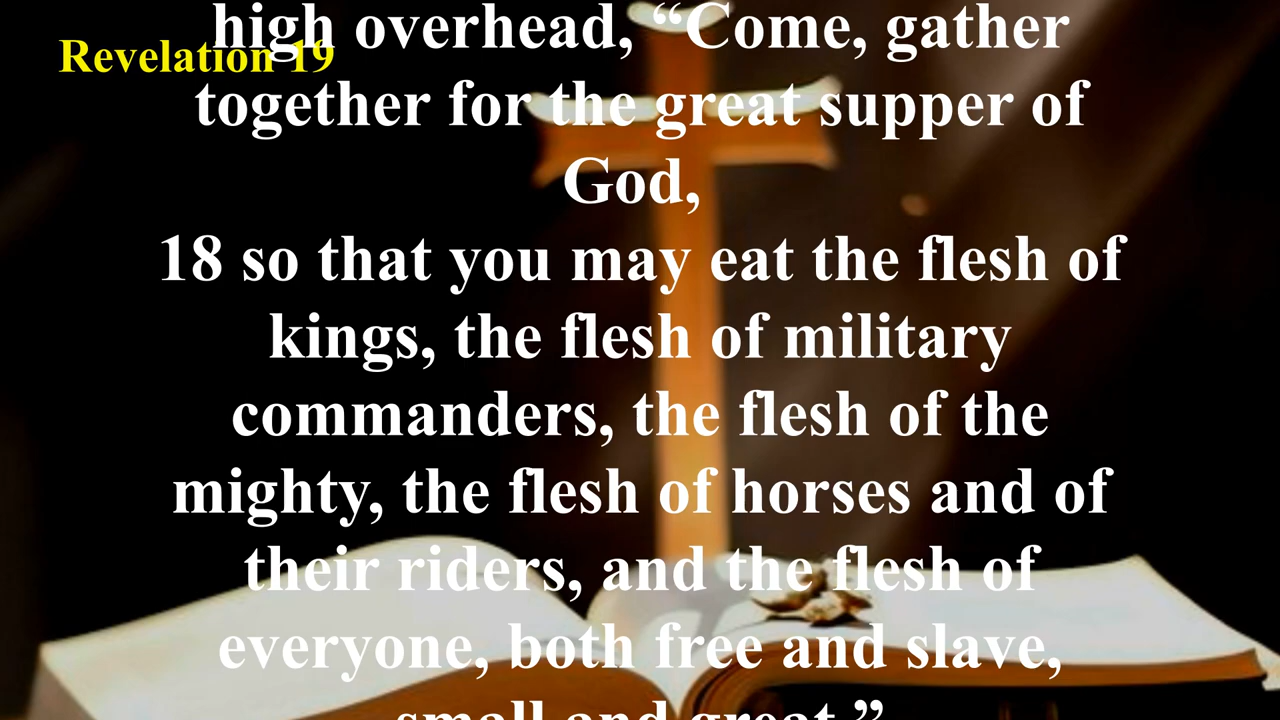 Revelation 19
high overhead, “Come, gather
together for the great supper of
God,
18 so that you may eat the flesh of
kings, the flesh of military
commanders, the flesh of the
mighty, the flesh of horses and of
their riders, and the flesh of
everyone, both free and slave,
small and great.”